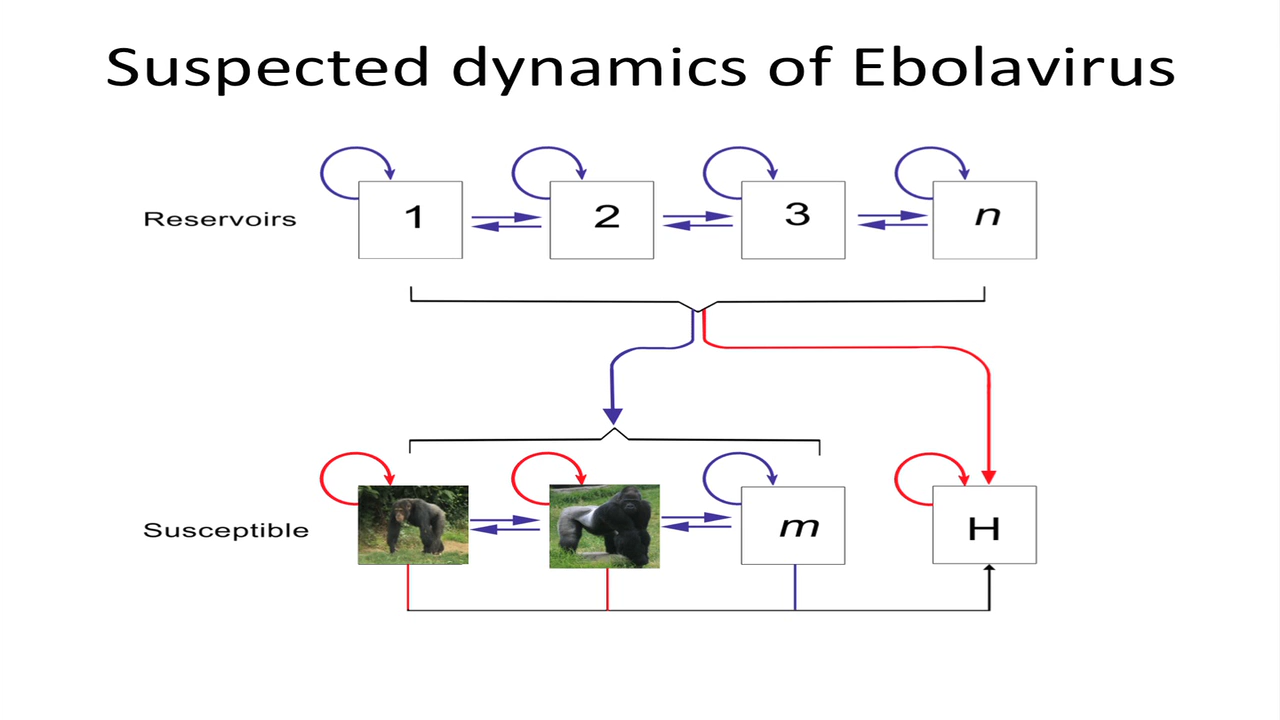 Suspected dynamics of Ebolavirus
Reservoirs
1
2
3
n
Susceptible
m
H